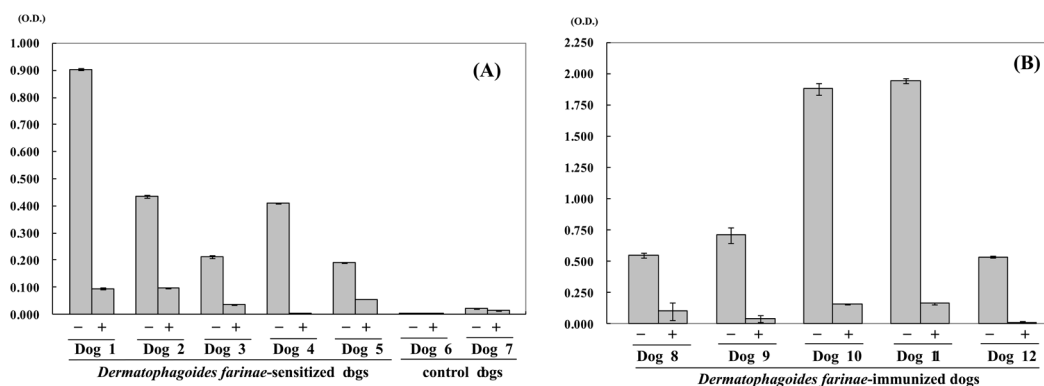 (O.D.)
1.000
0.900
0.800
0.700
0.600
0.500
0.400
0.300
0.200
0.100
0.000
(A)
− + − + − + − + − + − + − +
Dog 1 Dog 2 Dog 3 Dog 4 Dog 5 Dog 6 Dog 7
Dermatophagoides farinae-sensitized dogs control dogs
(O.D.)
2.250
2.000
1.750
1.500
1.250
1.000
0.750
0.500
0.250
0.000
(B)
− + − + − + − + − +
Dog 8 Dog 9 Dog 10 Dog 11 Dog 12
Dermatophagoides farinae-immunized dogs